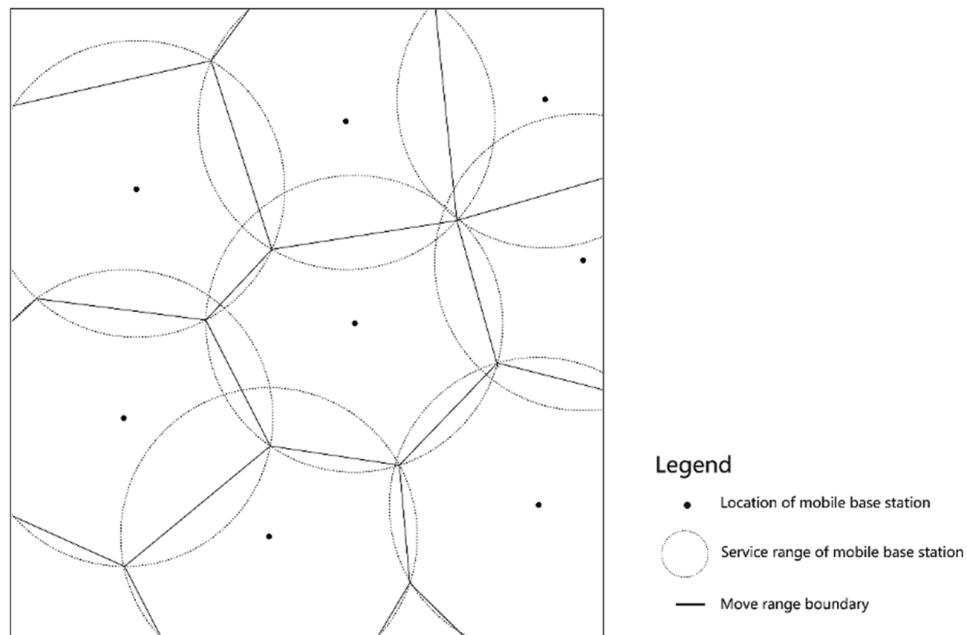 Legend
Location of mobile base station
Service range of mobile base station
Move range boundary